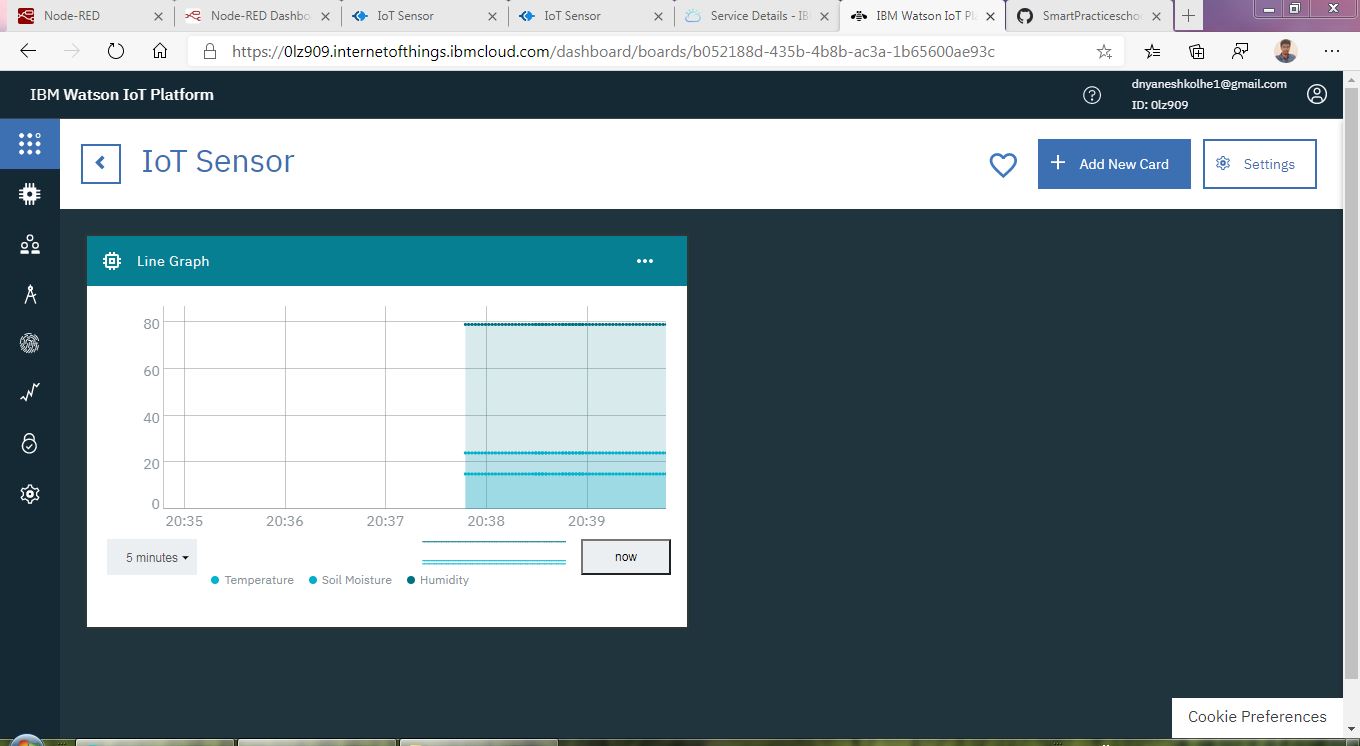 Node-RED
Node-RED Dashbo
IoT Sensor
IoT Sensor
Service Details - IB
IBM Watson IoT Pl
SmartPracticeschoo
https://0lz909.internetofthings.ibmcloud.com/dashboard/boards/b052188d-435b-4b8b-ac3a-1b65600ae93c
IBM Watson IoT Platform
dnyaneshkolhe1@gmail.com
ID: 0lz909
IoT Sensor
Add New Card
Settings
Line Graph
80
60
40
20
0
20:35 20:36 20:37 20:38 20:39
5 minutes
now
Temperature Soil Moisture Humidity
Cookie Preferences